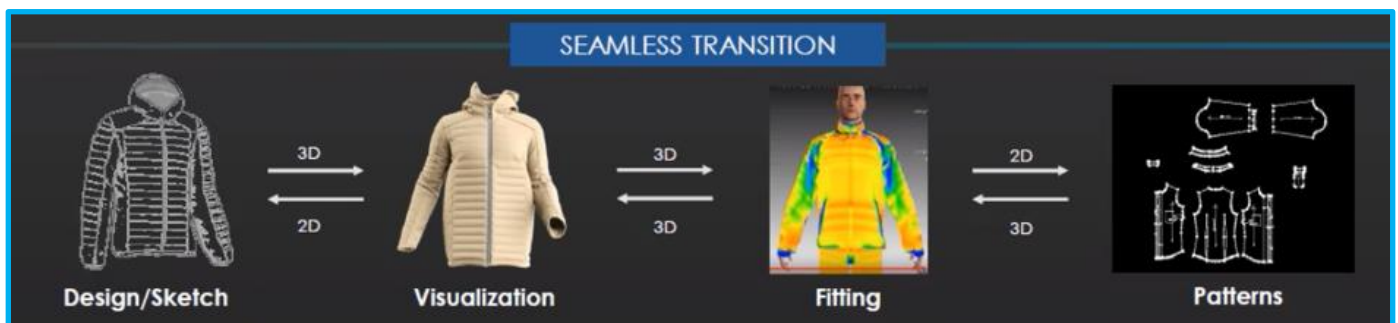 SEAMLESS TRANSITION
3D
2D
3D
3D
2D
3D
Design/Sketch
Visualization
Fitting
Patterns